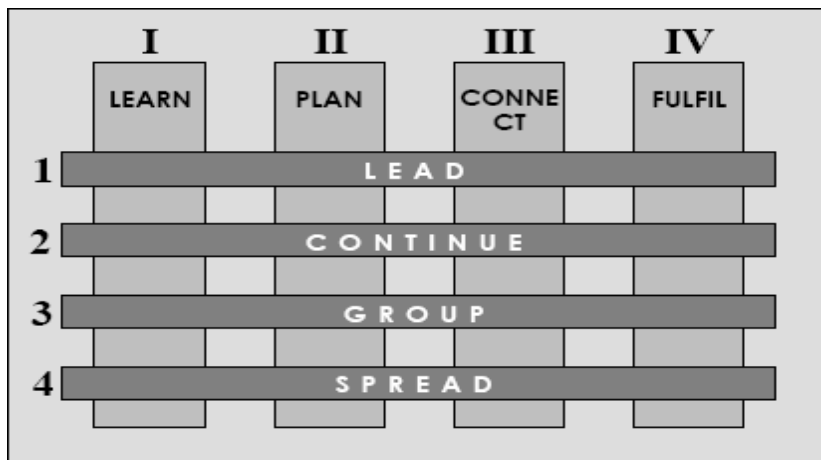 I II III IV
LEARN PLAN CONNE FULFIL
CT
1 LEAD
2 CONTINUE
3 GROUP
4 SPREAD